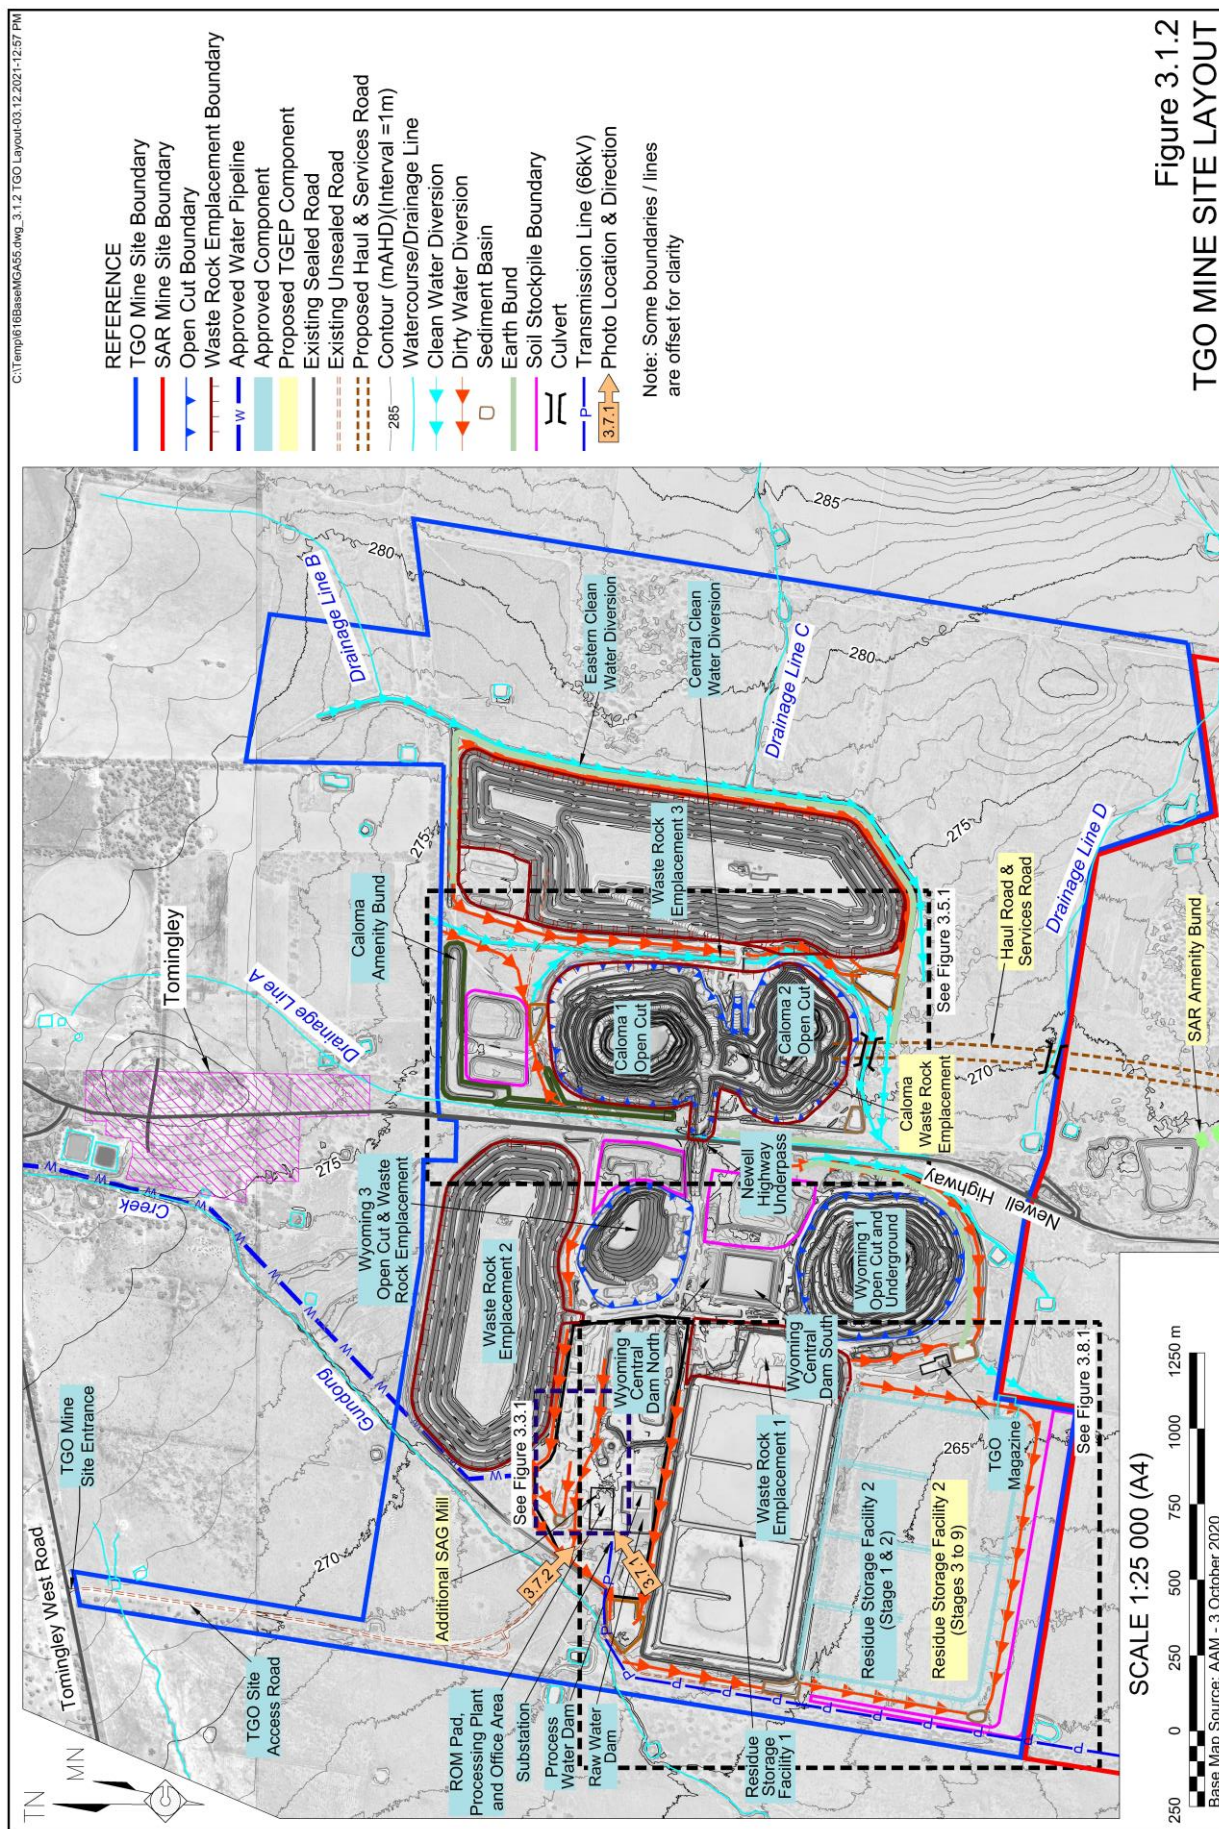 C:\Temp\616BaseMGA55.dwg_3.1.2 TGO Layout-03.12.2021-12:57 PM
REFERENCE
TGO Mine Site Boundary
SAR Mine Site Boundary
Open Cut Boundary
Waste Rock Emplacement Boundary
W
Approved Water Pipeline
Approved Component
Proposed TGEP Component
Existing Sealed Road
Existing Unsealed Road
Proposed Haul & Services Road
285
Contour (mAHD)(Interval =1m)
Watercourse/Drainage Line
Clean Water Diversion
Dirty Water Diversion
Sediment Basin
Earth Bund
Soil Stockpile Boundary
Culvert
P
Transmission Line (66kV)
3.7.1
Photo Location & Direction
Note: Some boundaries / lines
are offset for clarity
TN
MN
Tomingley West Road
TGO Mine
Site Entrance
TGO Site
Access Road
Gundong
Creek
W
W
W
W
W
W
W
W
Tomingley
Drainage Line A
Drainage Line B
Drainage Line C
Drainage Line D
270
275
275
280
280
285
275
270
265
Caloma
Amenity Bund
Wyoming 3
Open Cut & Waste
Rock Emplacement
Waste Rock
Emplacement 2
Waste Rock
Emplacement 3
Eastern Clean
Water Diversion
Central Clean
Water Diversion
Caloma 1
Open Cut
Caloma 2
Open Cut
Caloma
Waste Rock
Emplacement
Newell
Highway
Underpass
Newell Highway
Haul Road &
Services Road
SAR Amenity Bund
See Figure 3.5.1
See Figure 3.3.1
See Figure 3.8.1
Additional SAG Mill
3.7.2
3.7.1
ROM Pad,
Processing Plant
and Office Area
Substation
Process
Water Dam
Raw Water
Dam
Residue
Storage
Facility 1
Wyoming
Central
Dam North
Wyoming
Central
Dam South
Waste Rock
Emplacement 1
Wyoming 1
Open Cut and
Underground
TGO
Magazine
Residue Storage Facility 2
(Stage 1 & 2)
Residue Storage Facility 2
(Stages 3 to 9)
P
P
P
P
P
P
P
P
SCALE 1:25 000 (A4)
250 0 250 500 750 1000 1250 m
Base Map Source: AAM - 3 October 2020
Figure 3.1.2
TGO MINE SITE LAYOUT